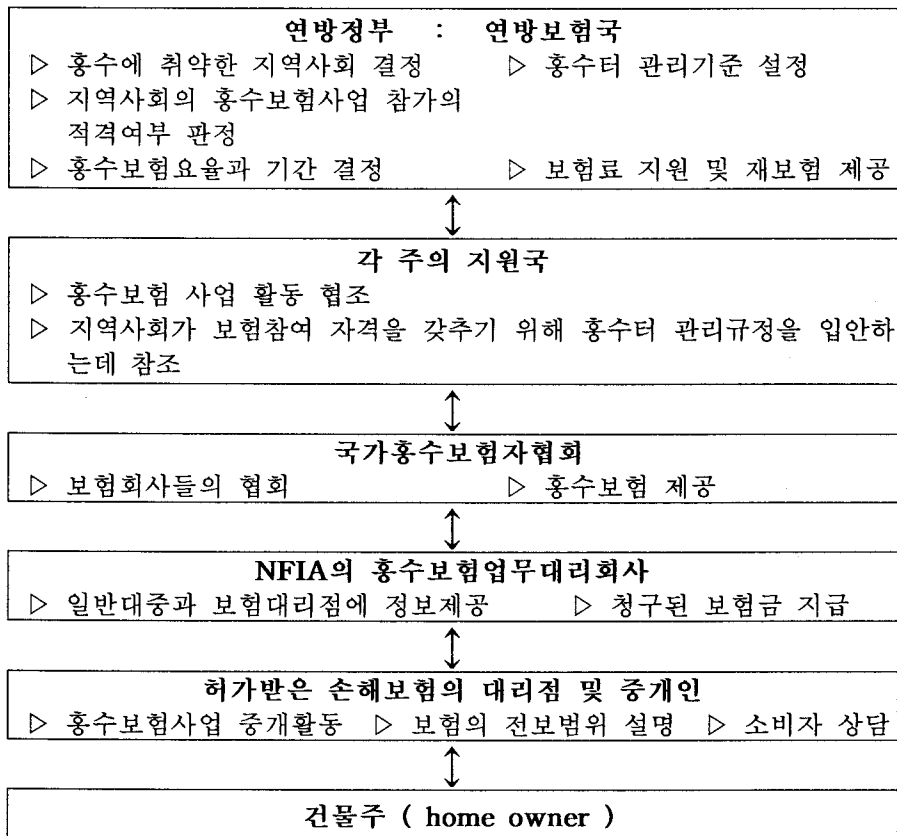 연방정부 : 연방보험국
▷ 홍수에 취약한 지역사회 결정 ▷ 홍수터 관리기준 설정
▷ 지역사회의 홍수보험사업 참가의
적격여부 판정
▷ 홍수보험요율과 기간 결정 ▷ 보험료 지원 및 재보험 제공
각 주의 지원국
▷ 홍수보험 사업 활동 협조
▷ 지역사회가 보험참여 자격을 갖추기 위해 홍수터 관리규정을 입안하
는데 참조
국가홍수보험자협회
▷ 보험회사들의 협회 ▷ 홍수보험 제공
NFIA의 홍수보험업무대리회사
▷ 일반대중과 보험대리점에 정보제공 ▷ 청구된 보험금 지급
허가받은 손해보험의 대리점 및 중개인
▷ 홍수보험사업 중개활동 ▷ 보험의 전보범위 설명 ▷ 소비자 상담
건물주 ( home owner )